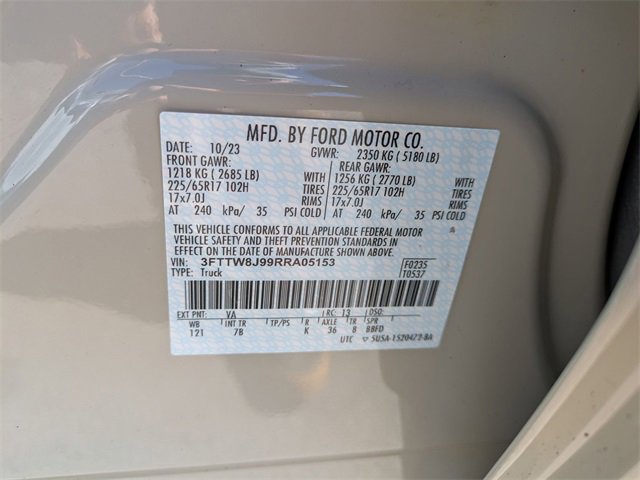 MFD. BY FORD MOTOR CO.
DATE: 10/23 GVWR: 2350 KG ( 5180 LB)
FRONT GAWR: REAR GAWR:
1218 KG ( 2685 LB) WITH 1256 KG ( 2770 LB) WITH
225/65R17 102H TIRES 225/65R17 102H TIRES
17x7.0J RIMS 17x7.0J RIMS
AT 240 kPa/ 35 PSI COLD AT 240 kPa/ 35 PSI COLD
THIS VEHICLE CONFORMS TO ALL APPLICABLE FEDERAL MOTOR
VEHICLE SAFETY AND THEFT PREVENTION STANDARDS IN
EFFECT ON THE DATE OF MANUFACTURE SHOWN ABOVE.
VIN: 3FTTW8J99RRA05153 F0235
TYPE: Truck T0537
EXT PNT: VA RC: 13 DSO:
WB INT TR TP/PS R AXLE TR SPR
121 7B K 36 8 BBFD
UTC 5U5A-1520472-BA